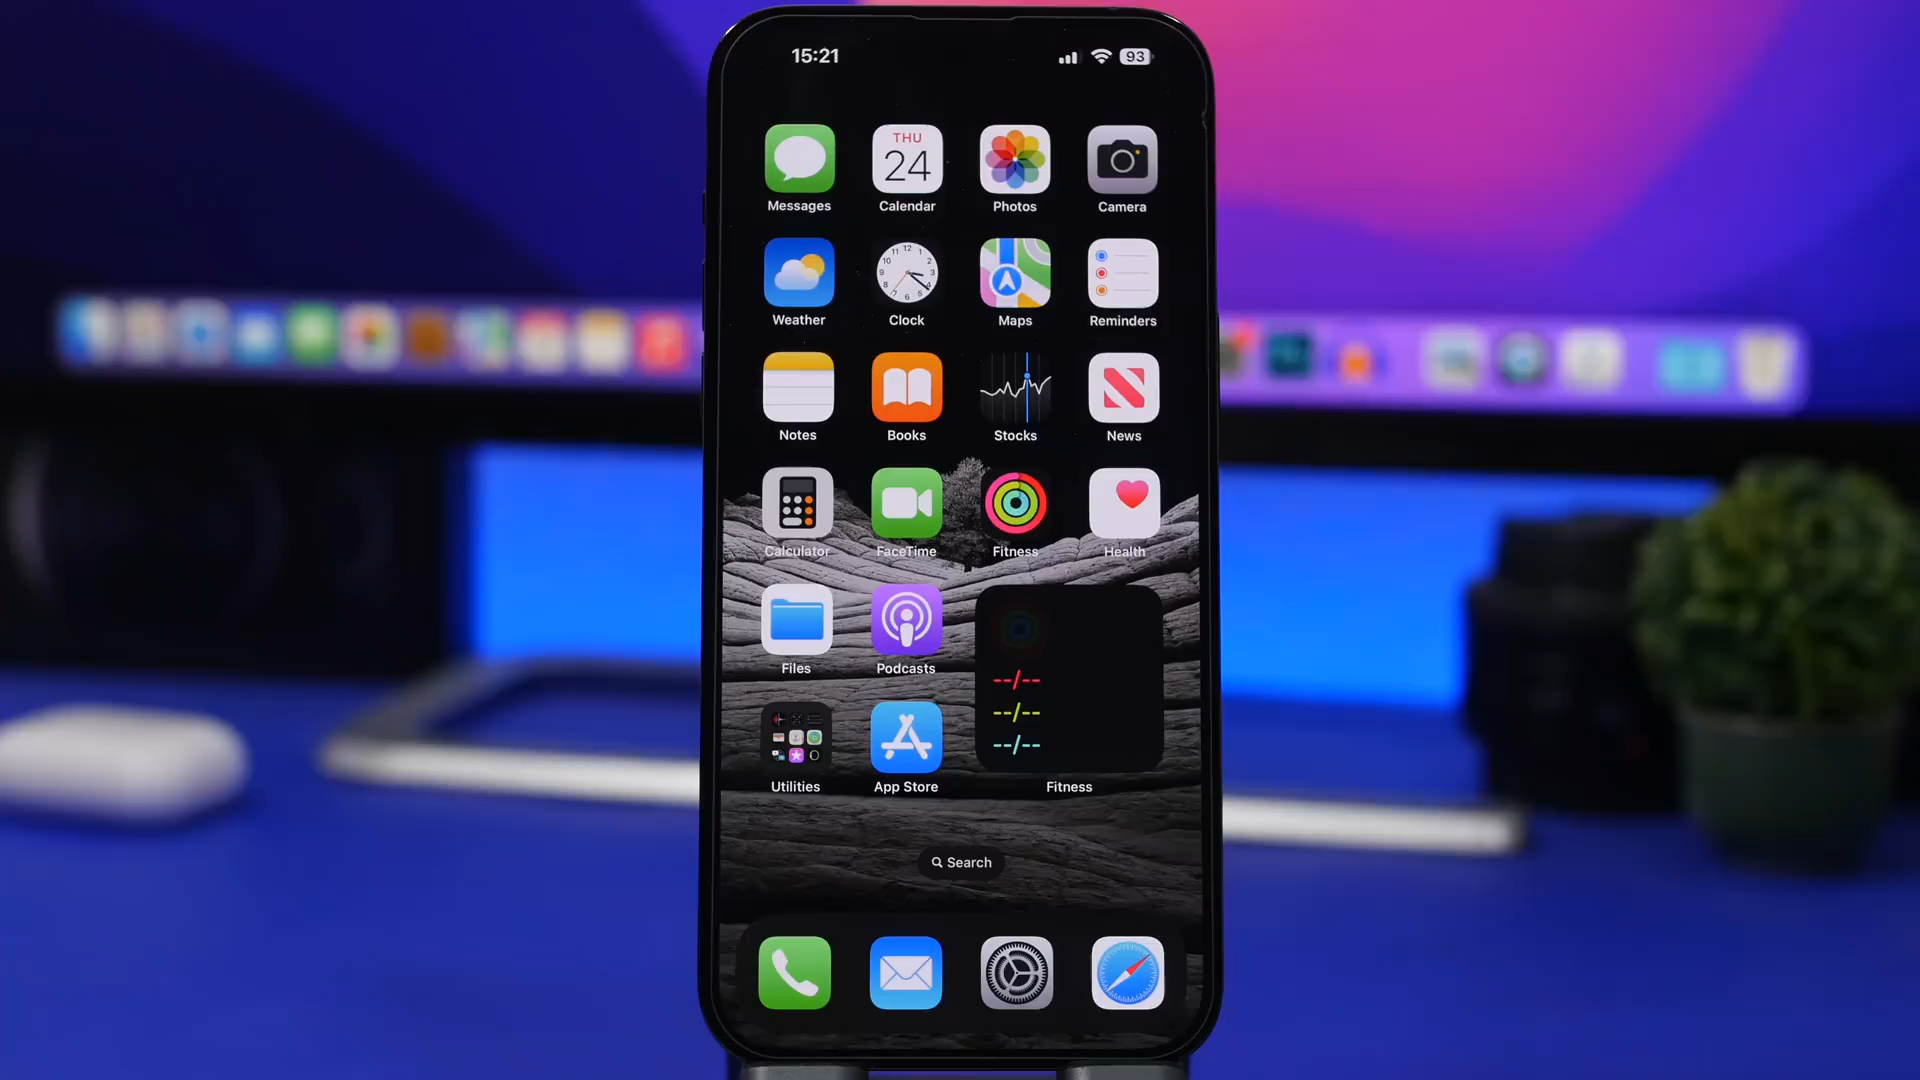 15:21 93
THU
24
Messages Calendar Photos Camera
Weather Clock Maps Reminders
Notes Books Stocks News
Calculator FaceTime Fitness Health
Files Podcasts
--/--
--/--
--/--
Utilities App Store Fitness
Search